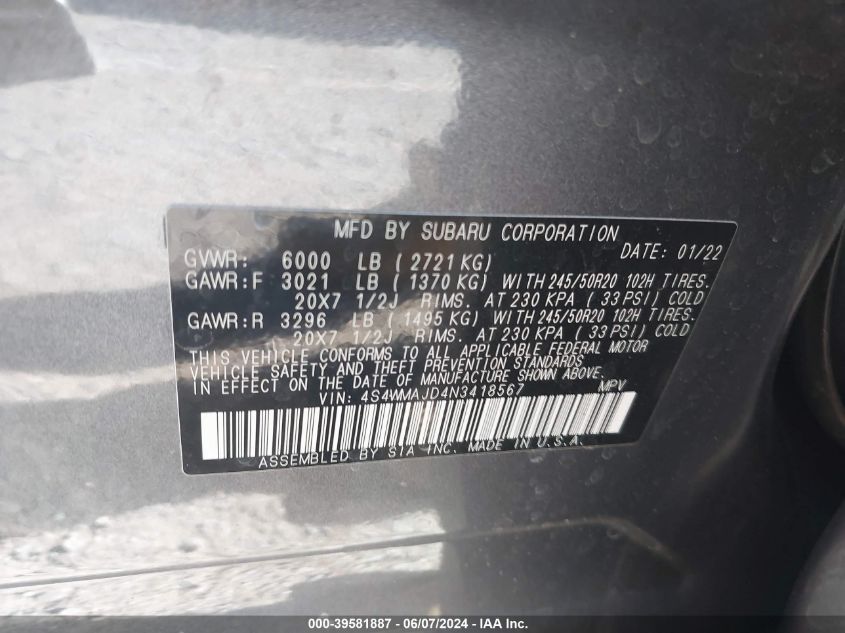 MFD BY SUBARU CORPORATION
GVWR: 6000 LB ( 2721 KG) DATE: 01/22
GAWR:F 3021 LB ( 1370 KG) WITH 245/50R20 102H TIRES.
20X7 1/2J RIMS. AT 230 KPA ( 33 PSI) COLD
GAWR:R 3296 LB ( 1495 KG) WITH 245/50R20 102H TIRES.
20X7 1/2J RIMS. AT 230 KPA ( 33 PSI) COLD
THIS VEHICLE CONFORMS TO ALL APPLICABLE FEDERAL MOTOR
VEHICLE SAFETY AND THEFT PREVENTION STANDARDS
IN EFFECT ON THE DATE OF MANUFACTURE SHOWN ABOVE.
VIN: 4S4WMAJD4N3418567 MPV
ASSEMBLED BY SIA INC. MADE IN U.S.A.
000-39581887 - 06/07/2024 - IAA Inc.